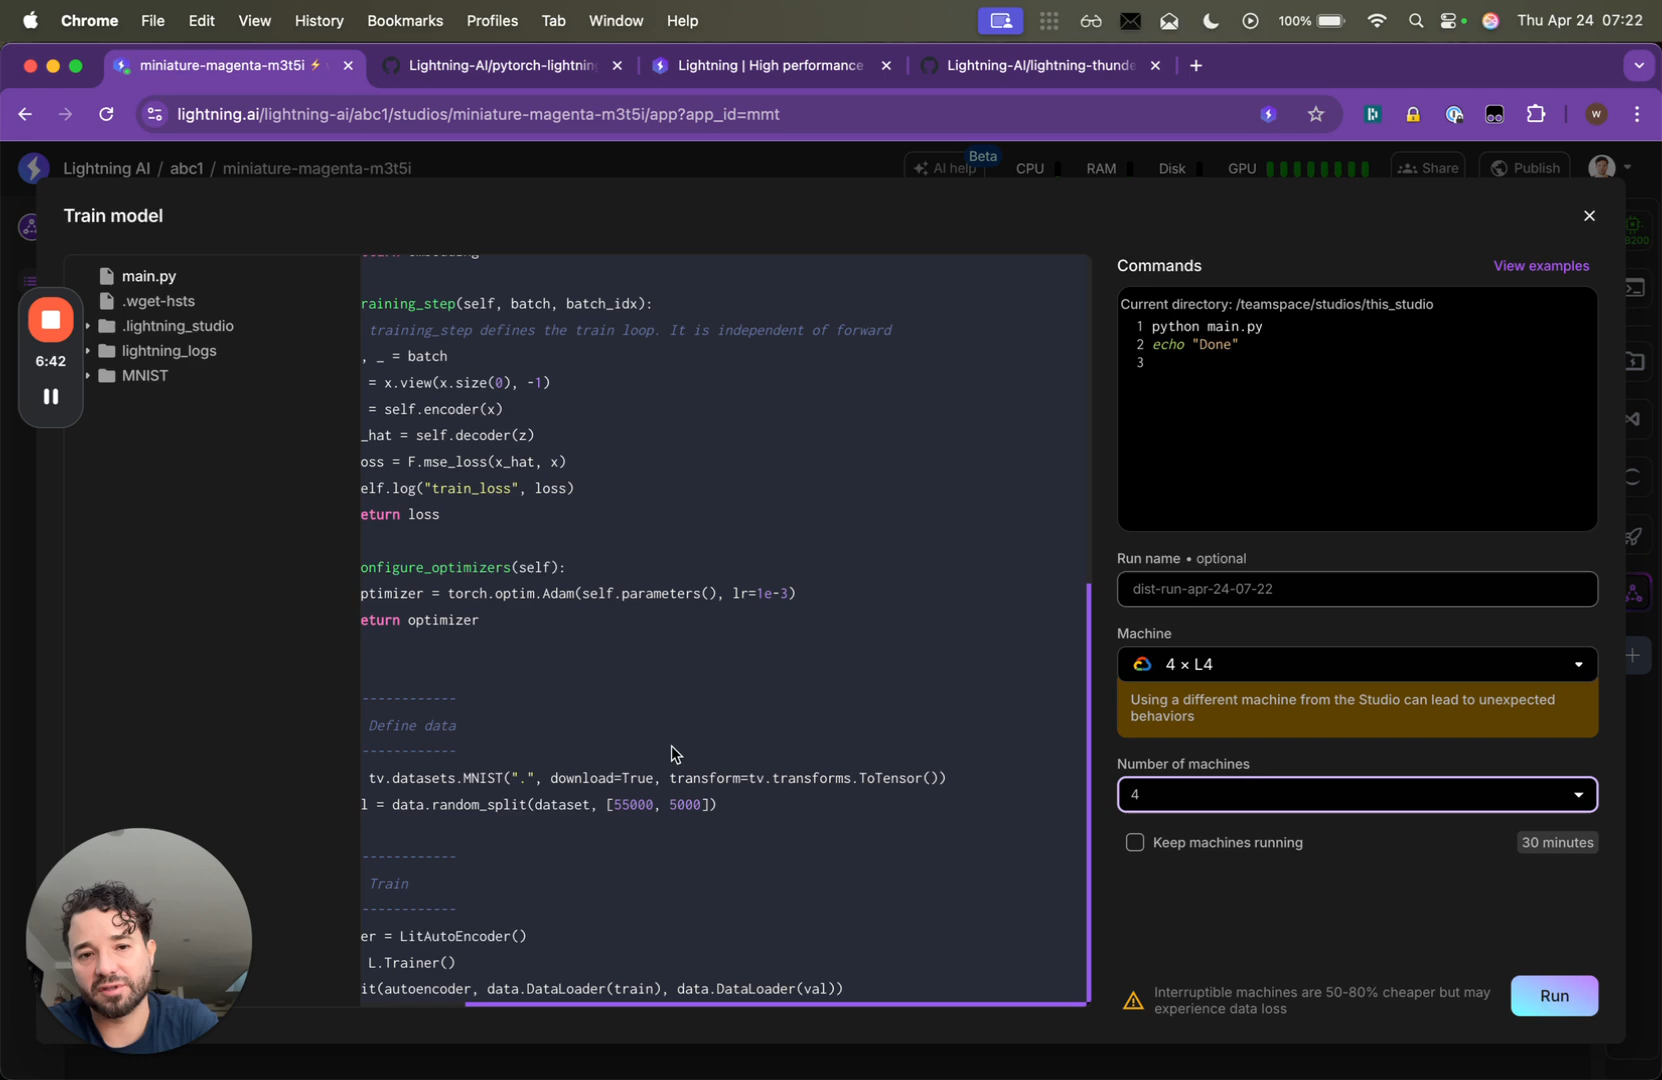 Chrome File Edit View History Bookmarks Profiles Tab Window Help 100% Thu Apr 24 07:22
miniature-magenta-m3t5i Lightning-AI/pytorch-lightning Lightning | High performance Lightning-AI/lightning-thunde
lightning.ai/lightning-ai/abc1/studios/miniature-magenta-m3t5i/app?app_id=mmt W
Beta
Lightning AI / abc1 / miniature-magenta-m3t5i AI help CPU RAM Disk GPU Share Publish
Train model
B200
main.py
.wget-hsts
.lightning_studio
lightning_logs
MNIST
6:42
raining_step(self, batch, batch_idx):
training_step defines the train loop. It is independent of forward
, _ = batch
= x.view(x.size(0), -1)
= self.encoder(x)
_hat = self.decoder(z)
oss = F.mse_loss(x_hat, x)
elf.log("train_loss", loss)
eturn loss
onfigure_optimizers(self):
ptimizer = torch.optim.Adam(self.parameters(), lr=1e-3)
eturn optimizer
------------
Define data
------------
tv.datasets.MNIST(".", download=True, transform=tv.transforms.ToTensor())
l = data.random_split(dataset, [55000, 5000])
------------
Train
------------
er = LitAutoEncoder()
L.Trainer()
it(autoencoder, data.DataLoader(train), data.DataLoader(val))
Commands View examples
Current directory: /teamspace/studios/this_studio
1 python main.py
2 echo "Done"
3
Run name • optional
dist-run-apr-24-07-22
Machine
4 × L4
Using a different machine from the Studio can lead to unexpected
behaviors
Number of machines
4
Keep machines running 30 minutes
Interruptible machines are 50-80% cheaper but may
experience data loss
Run